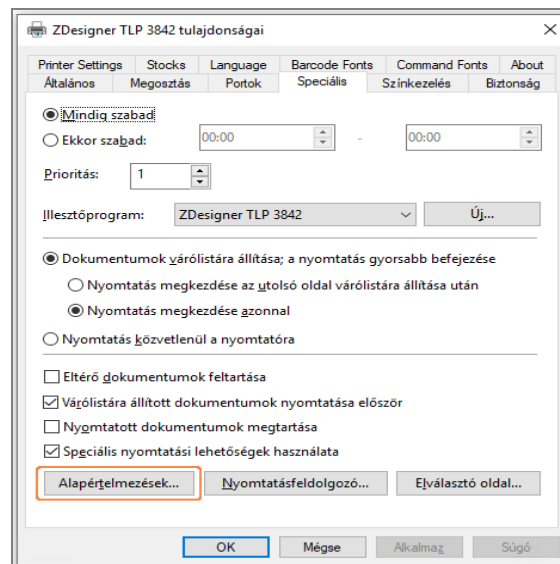 ZDesigner TLP 3842 tulajdonságai
Printer Settings Stocks Language Barcode Fonts Command Fonts About
Általános Megosztás Portok Speciális Színkezelés Biztonság
Mindig szabad
Ekkor szabad: 00:00 - 00:00
Prioritás: 1
Illesztőprogram: ZDesigner TLP 3842 Új...
Dokumentumok várólistára állítása; a nyomtatás gyorsabb befejezése
Nyomtatás megkezdése az utolsó oldal várólistára állítása után
Nyomtatás megkezdése azonnal
Nyomtatás közvetlenül a nyomtatóra
Eltérő dokumentumok feltartása
Várólistára állított dokumentumok nyomtatása először
Nyomtatott dokumentumok megtartása
Speciális nyomtatási lehetőségek használata
Alapértelmezések... Nyomtatásfeldolgozó... Elválasztó oldal...
OK Mégse Alkalmaz Súgó